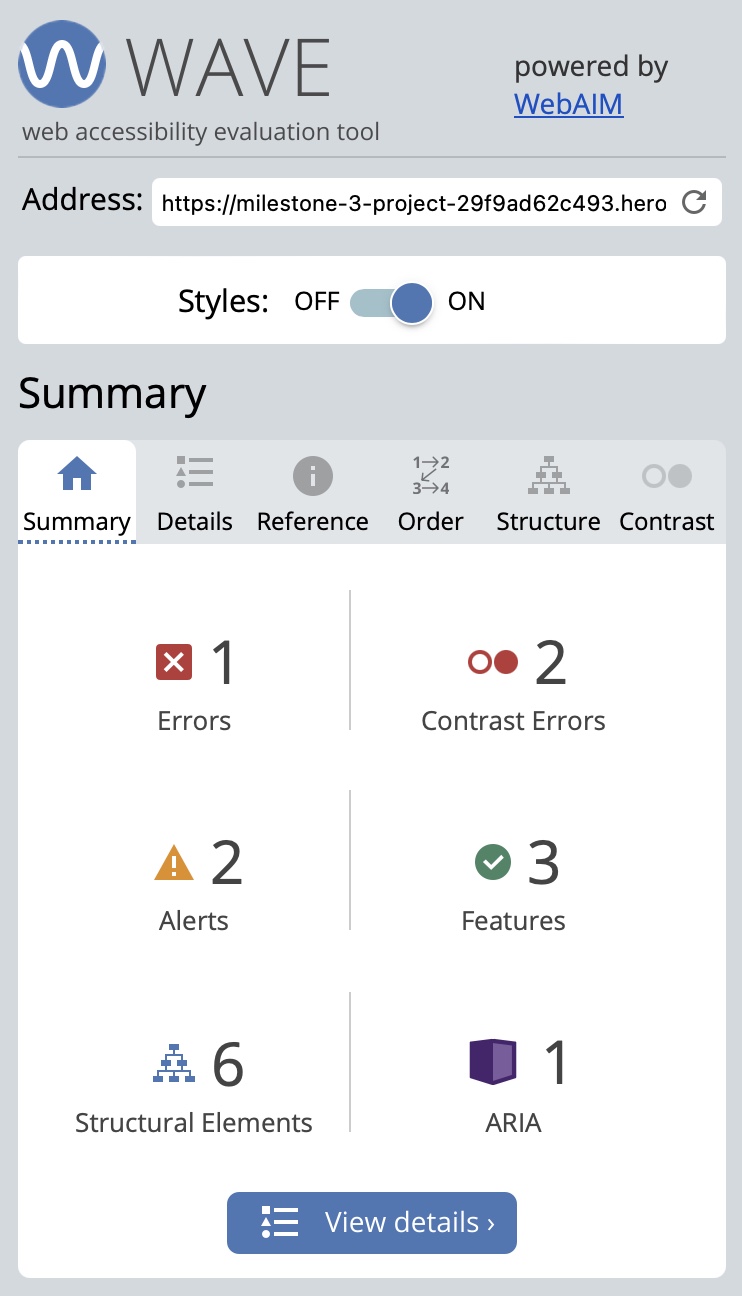 WAVE
powered by
WebAIM
web accessibility evaluation tool
Address: https://milestone-3-project-29f9ad62c493.hero
Styles: OFF ON
Summary
1→2
3→4
Summary Details Reference Order Structure Contrast
1 2
Errors Contrast Errors
2 3
Alerts Features
6 1
Structural Elements ARIA
View details ›